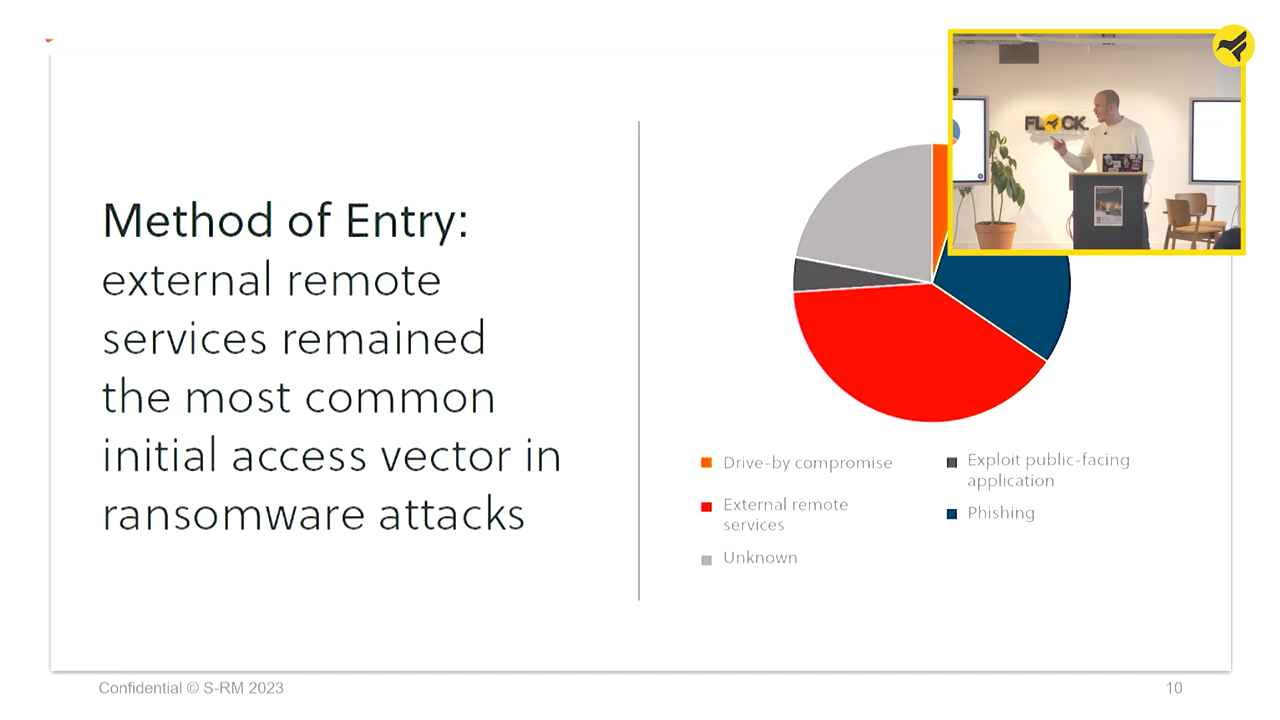 Method of Entry:
external remote
services remained
the most common
initial access vector in
ransomware attacks
FLOCK.
Drive-by compromise
External remote
services
Unknown
Exploit public-facing
application
Phishing
Confidential © S-RM 2023
10